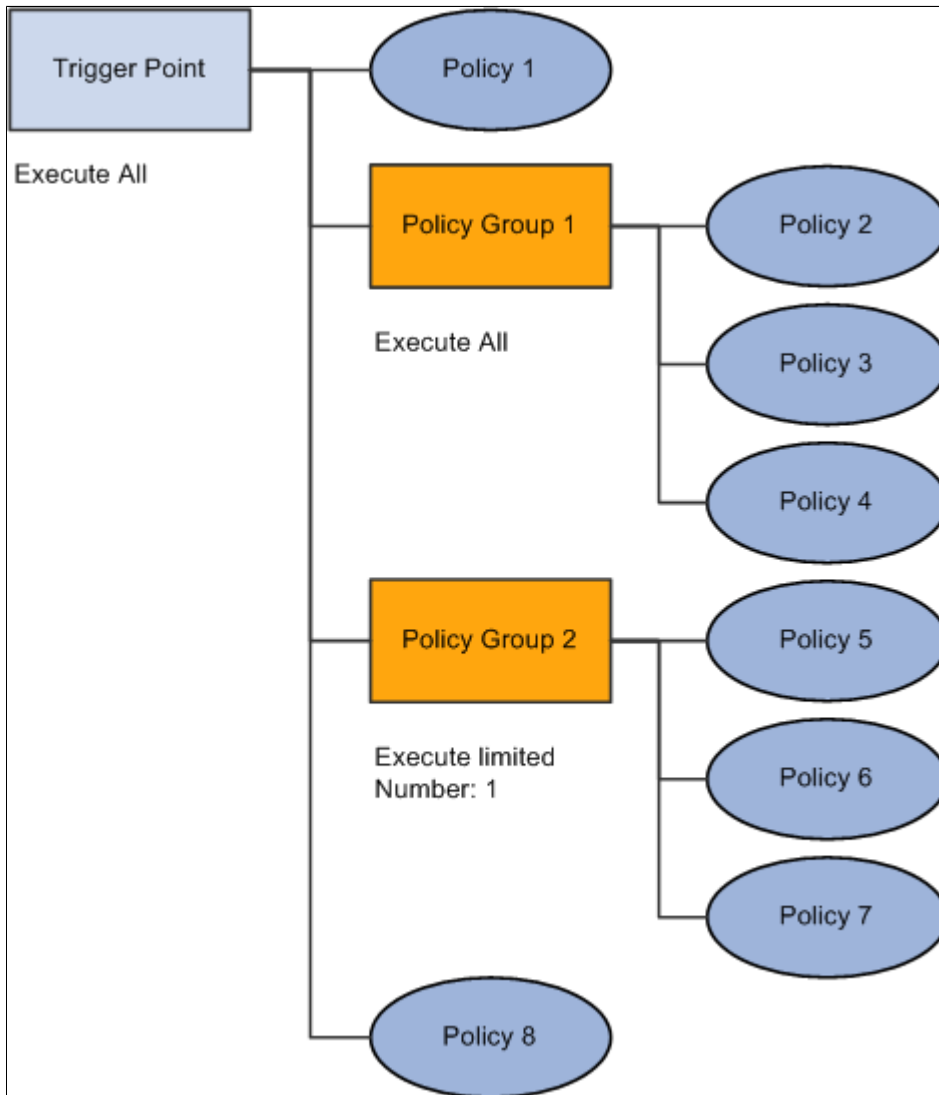 Trigger Point
Policy 1
Execute All
Policy Group 1
Policy 2
Execute All
Policy 3
Policy 4
Policy Group 2
Policy 5
Execute limited
Number: 1
Policy 6
Policy 7
Policy 8